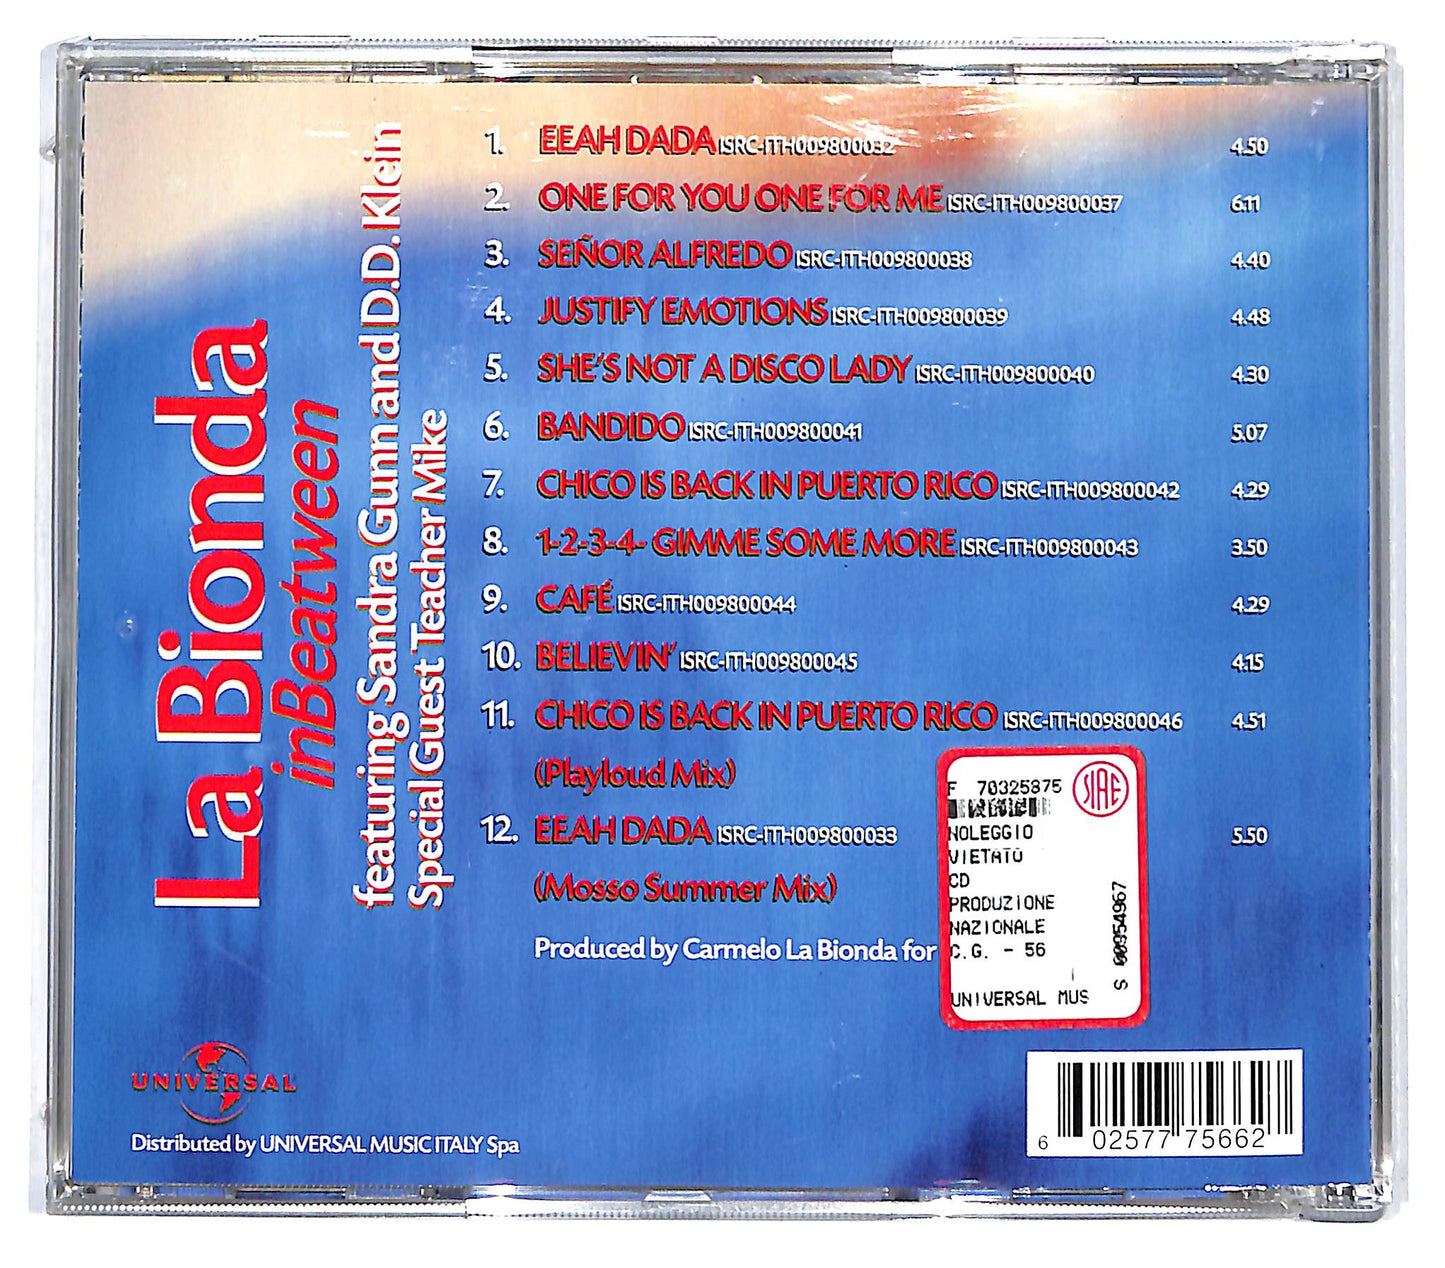 La Bionda
inBeatween
featuring Sandra Gunn and D.D. Klein
Special Guest Teacher Mike
1. EEAH DADA ISRC-ITH009800032 4.50
2. ONE FOR YOU ONE FOR ME ISRC-ITH009800037 6.11
3. SEÑOR ALFREDO ISRC-ITH009800038 4.40
4. JUSTIFY EMOTIONS ISRC-ITH009800039 4.48
5. SHE'S NOT A DISCO LADY ISRC-ITH009800040 4.30
6. BANDIDO ISRC-ITH009800041 5.07
7. CHICO IS BACK IN PUERTO RICO ISRC-ITH009800042 4.29
8. 1-2-3-4- GIMME SOME MORE ISRC-ITH009800043 3.50
9. CAFÉ ISRC-ITH009800044 4.29
10. BELIEVIN' ISRC-ITH009800045 4.15
11. CHICO IS BACK IN PUERTO RICO ISRC-ITH009800046 4.51
(Playloud Mix)
12. EEAH DADA ISRC-ITH009800033 5.50
(Mosso Summer Mix)
Produced by Carmelo La Bionda for
F 70325875
SIAE
NOLEGGIO
VIETATO
CD
PRODUZIONE
NAZIONALE
C.G. - 56
UNIVERSAL MUS
S 00954967
UNIVERSAL
Distributed by UNIVERSAL MUSIC ITALY Spa
6 02577 75662